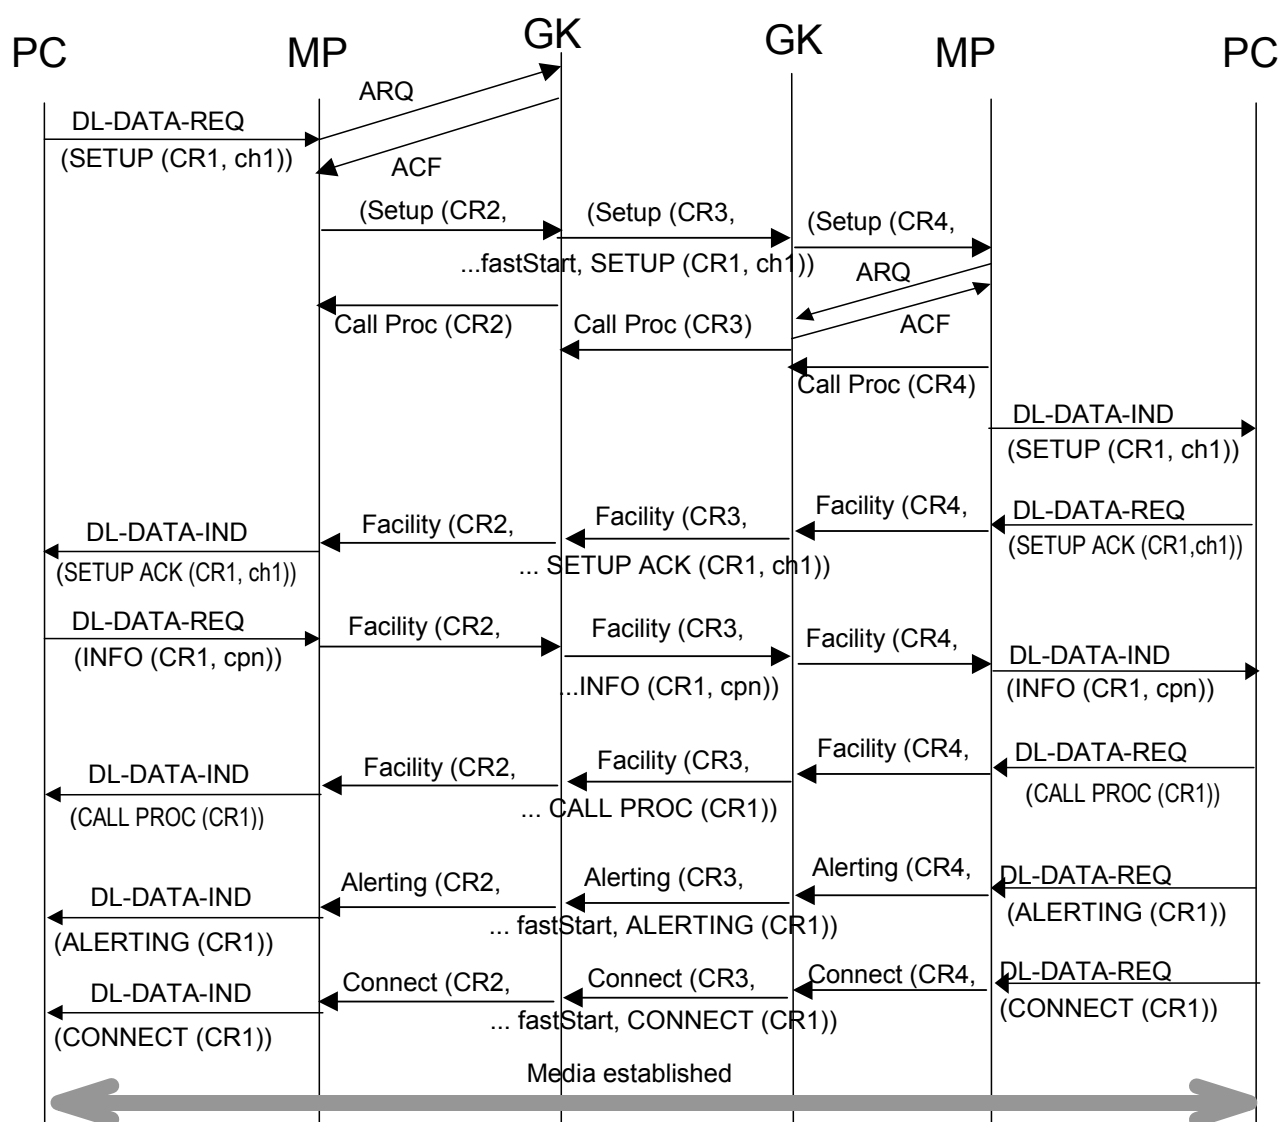 PC MP GK GK MP PC
ARQ
DL-DATA-REQ
(SETUP (CR1, ch1))
ACF
(Setup (CR2, (Setup (CR3, (Setup (CR4,
...fastStart, SETUP (CR1, ch1))
ARQ
Call Proc (CR2) Call Proc (CR3) ACF
Call Proc (CR4)
DL-DATA-IND
(SETUP (CR1, ch1))
DL-DATA-IND Facility (CR2, Facility (CR3, Facility (CR4, DL-DATA-REQ
(SETUP ACK (CR1, ch1)) ... SETUP ACK (CR1, ch1)) (SETUP ACK (CR1,ch1))
DL-DATA-REQ Facility (CR2, Facility (CR3, Facility (CR4, DL-DATA-IND
(INFO (CR1, cpn)) ...INFO (CR1, cpn)) (INFO (CR1, cpn))
DL-DATA-IND Facility (CR2, Facility (CR3, Facility (CR4, DL-DATA-REQ
(CALL PROC (CR1)) ... CALL PROC (CR1)) (CALL PROC (CR1))
DL-DATA-IND Alerting (CR2, Alerting (CR3, Alerting (CR4, DL-DATA-REQ
(ALERTING (CR1)) ... fastStart, ALERTING (CR1)) (ALERTING (CR1))
DL-DATA-IND Connect (CR2, Connect (CR3, Connect (CR4, DL-DATA-REQ
(CONNECT (CR1)) ... fastStart, CONNECT (CR1)) (CONNECT (CR1))
Media established